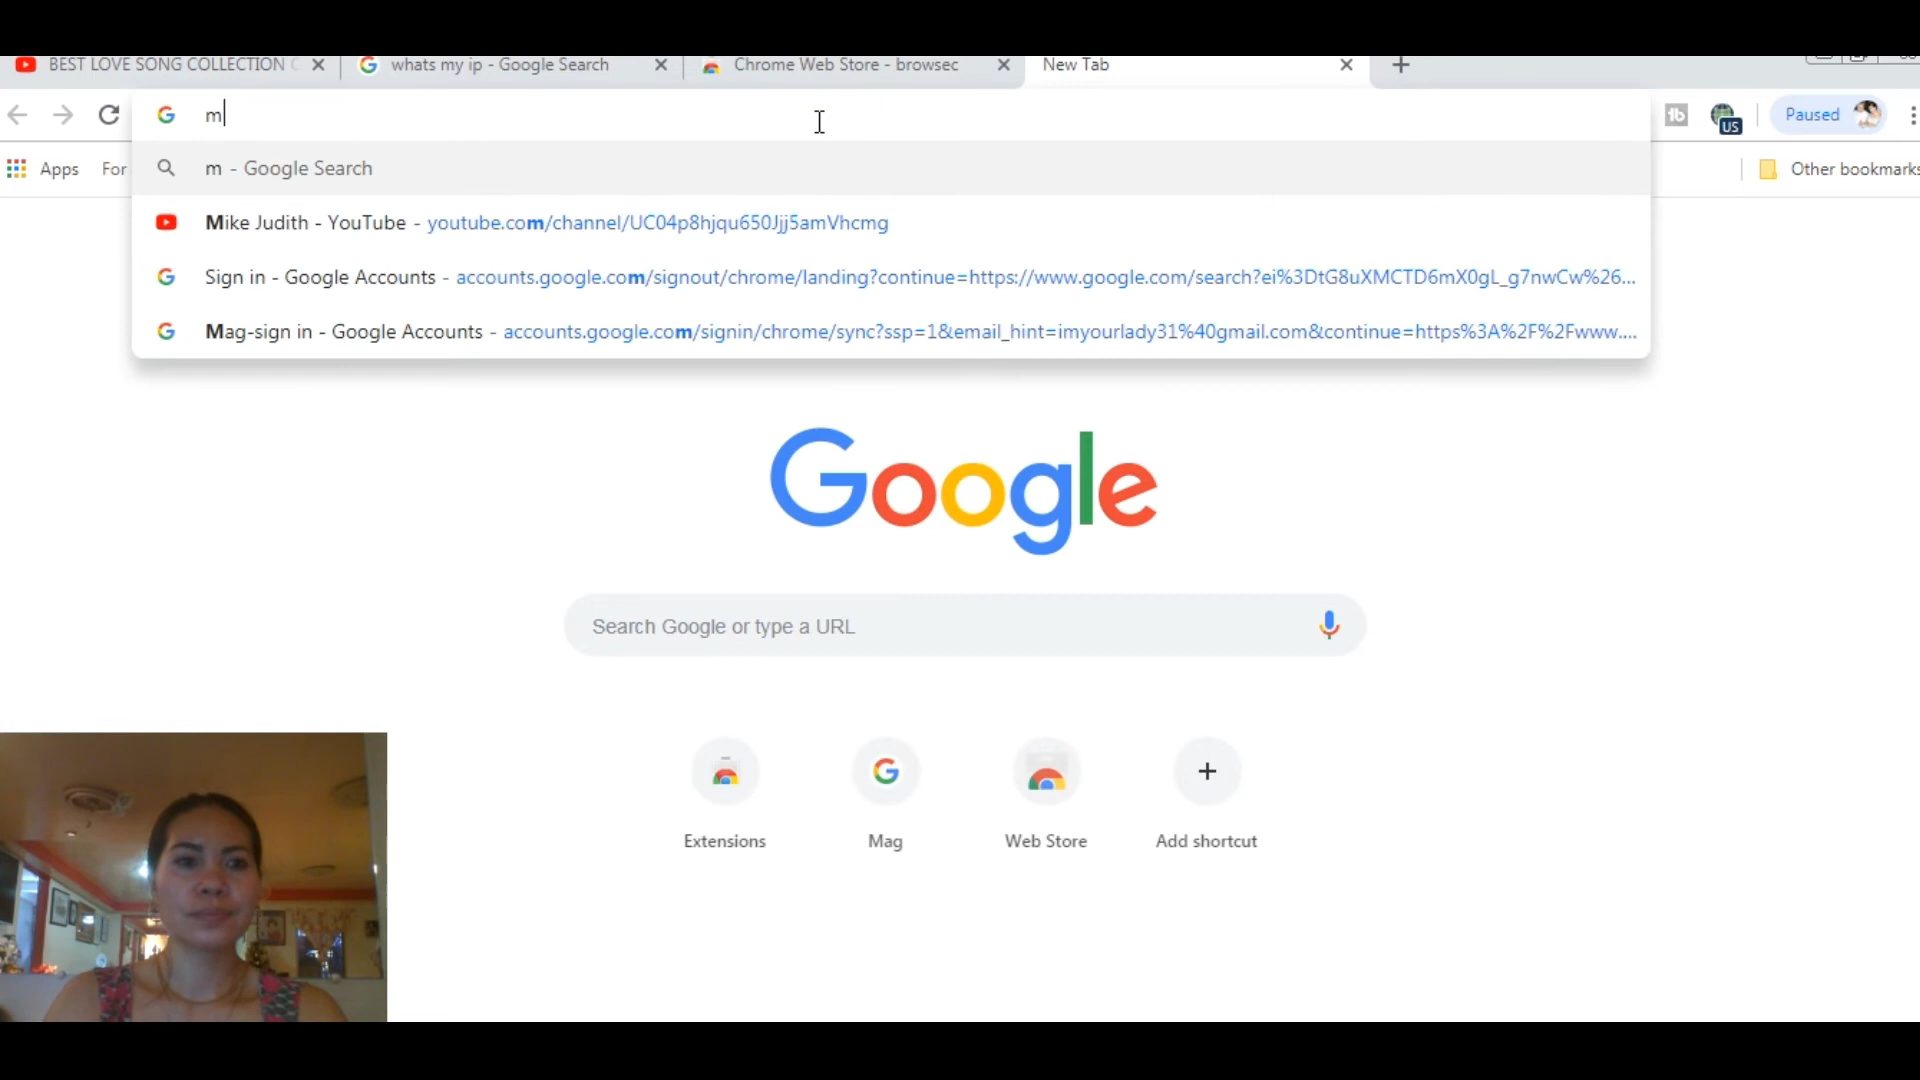 BEST LOVE SONG COLLECTION
whats my ip - Google Search
Chrome Web Store - browsec
New Tab
m
US
Paused
Apps
For
Other bookmarks
m - Google Search
Mike Judith - YouTube - youtube.com/channel/UC04p8hjqu650Jjj5amVhcmg
Sign in - Google Accounts - accounts.google.com/signout/chrome/landing?continue=https://www.google.com/search?ei%3DtG8uXMCTD6mX0gL_g7nwCw%26...
Mag-sign in - Google Accounts - accounts.google.com/signin/chrome/sync?ssp=1&email_hint=imyourlady31%40gmail.com&continue=https%3A%2F%2Fwww....
Google
Search Google or type a URL
Extensions
Mag
Web Store
Add shortcut